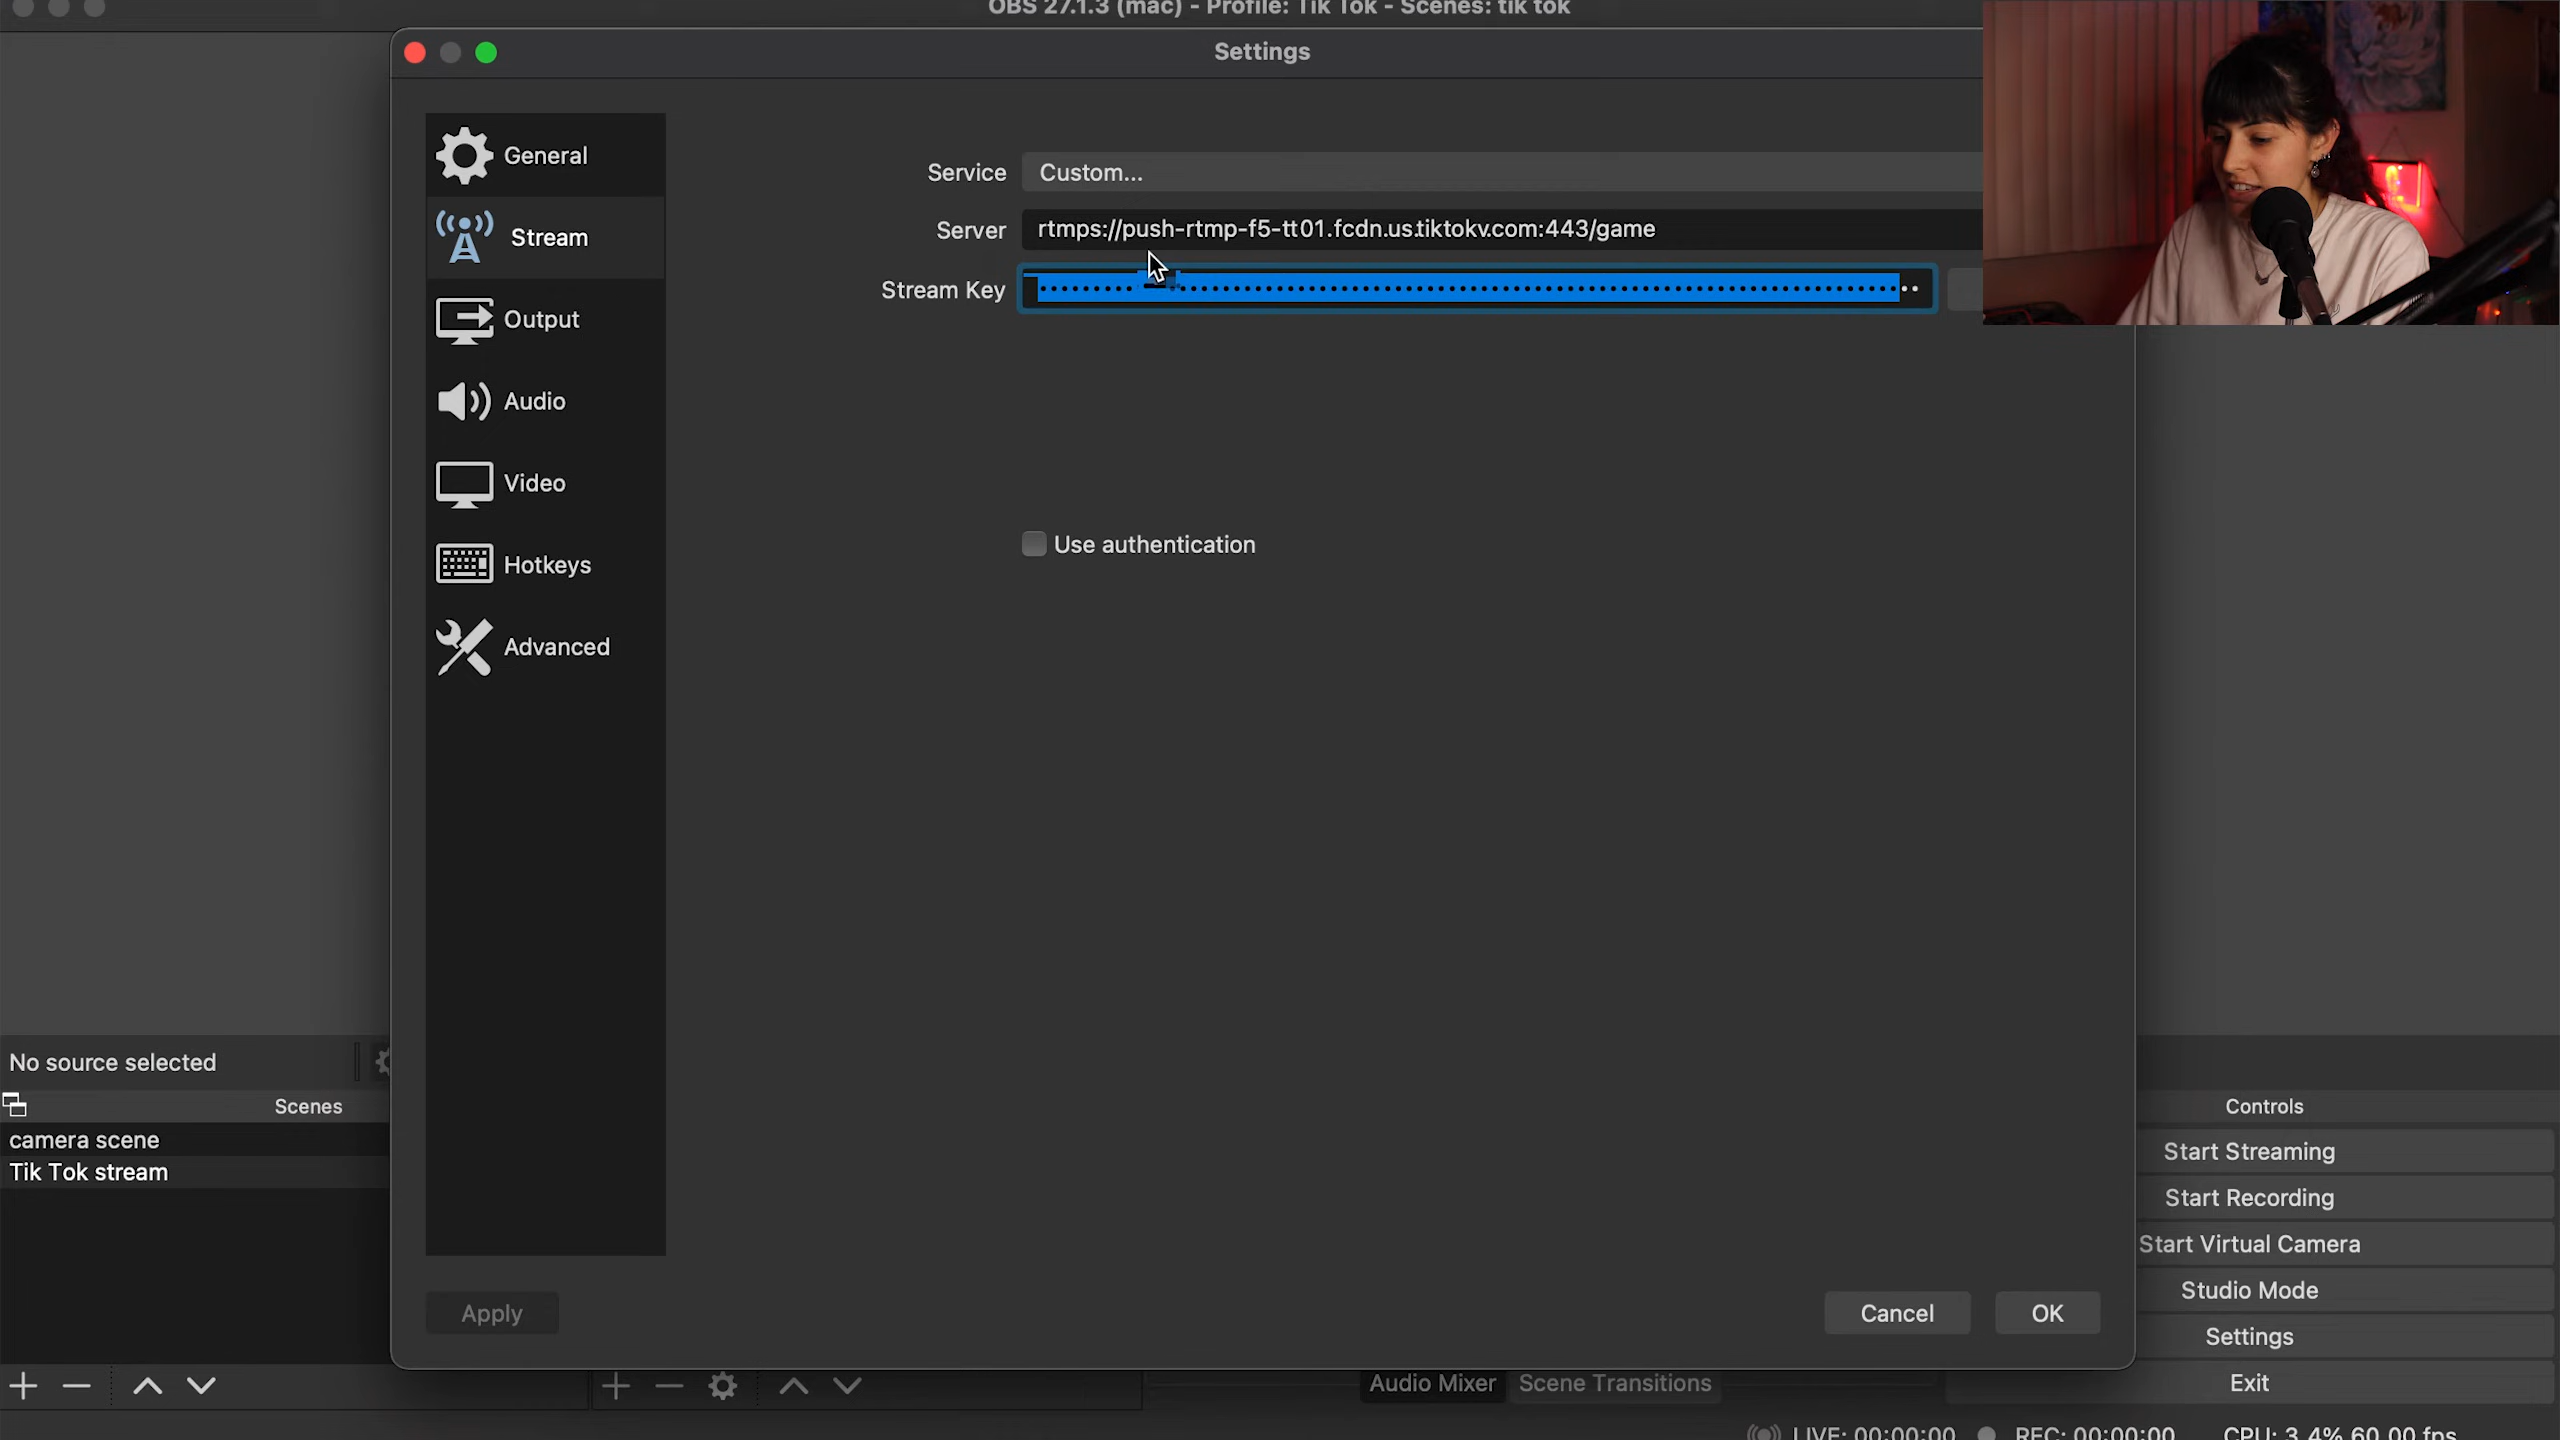 OBS 27.1.3 (mac) - Profile: Tik Tok - Scenes: tik tok
Settings
General
Stream
Output
Audio
Video
Hotkeys
Advanced
Service
Custom...
Server
rtmps://push-rtmp-f5-tt01.fcdn.us.tiktokv.com:443/game
Stream Key
Use authentication
Apply
Cancel
OK
No source selected
Scenes
camera scene
Tik Tok stream
Audio Mixer
Scene Transitions
Controls
Start Streaming
Start Recording
Start Virtual Camera
Studio Mode
Settings
Exit
LIVE: 00:00:00
REC: 00:00:00
CPU: 3.4% 60.00 fps